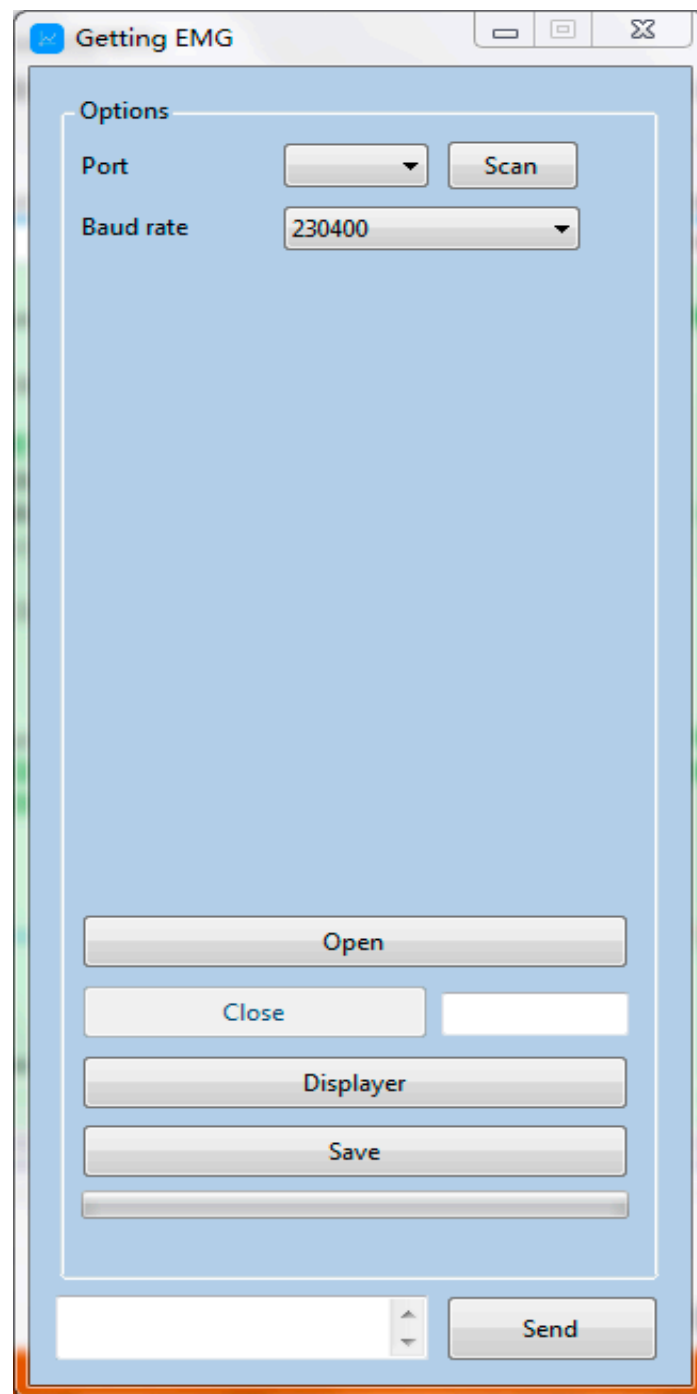 Getting EMG
Options
Port
Scan
Baud rate
230400
Open
Close
Displayer
Save
Send